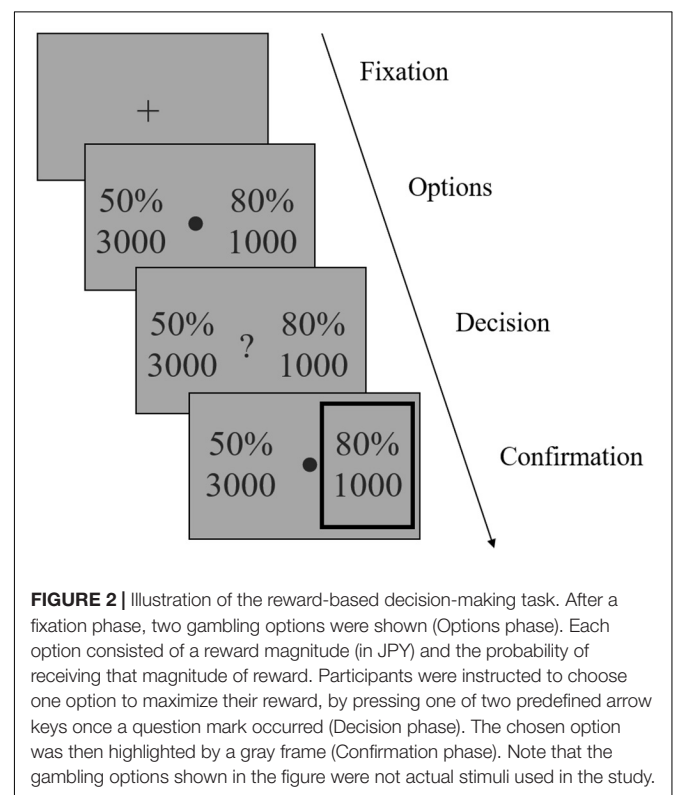 +
Fixation
50% 80%
3000 ● 1000
Options
50% 80%
3000 ? 1000
Decision
50% 80%
3000 ● 1000
Confirmation
FIGURE 2 | Illustration of the reward-based decision-making task. After a
fixation phase, two gambling options were shown (Options phase). Each
option consisted of a reward magnitude (in JPY) and the probability of
receiving that magnitude of reward. Participants were instructed to choose
one option to maximize their reward, by pressing one of two predefined arrow
keys once a question mark occurred (Decision phase). The chosen option
was then highlighted by a gray frame (Confirmation phase). Note that the
gambling options shown in the figure were not actual stimuli used in the study.